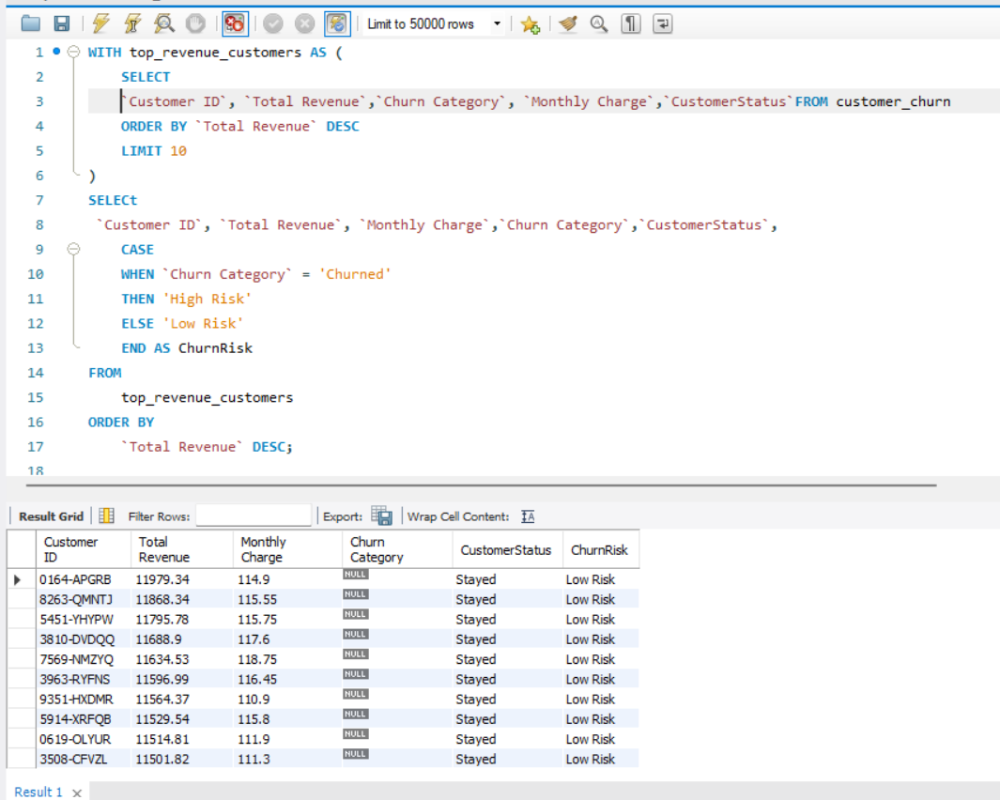 Limit to 50000 rows
1 WITH top_revenue_customers AS (
2 SELECT
3 `Customer ID`, `Total Revenue`,`Churn Category`, `Monthly Charge`,`CustomerStatus`FROM customer_churn
4 ORDER BY `Total Revenue` DESC
5 LIMIT 10
6 )
7 SELECt
8 `Customer ID`, `Total Revenue`, `Monthly Charge`,`Churn Category`,`CustomerStatus`,
9 CASE
10 WHEN `Churn Category` = 'Churned'
11 THEN 'High Risk'
12 ELSE 'Low Risk'
13 END AS ChurnRisk
14 FROM
15 top_revenue_customers
16 ORDER BY
17 `Total Revenue` DESC;
18
Result Grid Filter Rows: Export: Wrap Cell Content: IA
Customer ID Total Revenue Monthly Charge Churn Category CustomerStatus ChurnRisk
0164-APGRB 11979.34 114.9 NULL Stayed Low Risk
8263-QMNTJ 11868.34 115.55 NULL Stayed Low Risk
5451-YHYPW 11795.78 115.75 NULL Stayed Low Risk
3810-DVDQQ 11688.9 117.6 NULL Stayed Low Risk
7569-NMZYQ 11634.53 118.75 NULL Stayed Low Risk
3963-RYFNS 11596.99 116.45 NULL Stayed Low Risk
9351-HXDMR 11564.37 110.9 NULL Stayed Low Risk
5914-XRFQB 11529.54 115.8 NULL Stayed Low Risk
0619-OLYUR 11514.81 111.9 NULL Stayed Low Risk
3508-CFVZL 11501.82 111.3 NULL Stayed Low Risk
Result 1